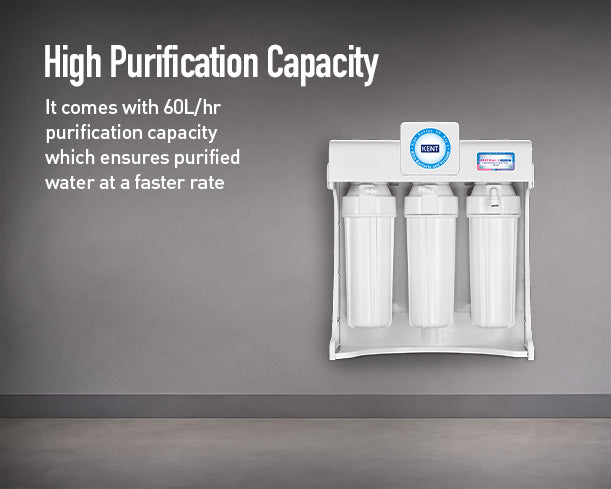 High Purification Capacity
It comes with 60L/hr
purification capacity
which ensures purified
water at a faster rate
KENT